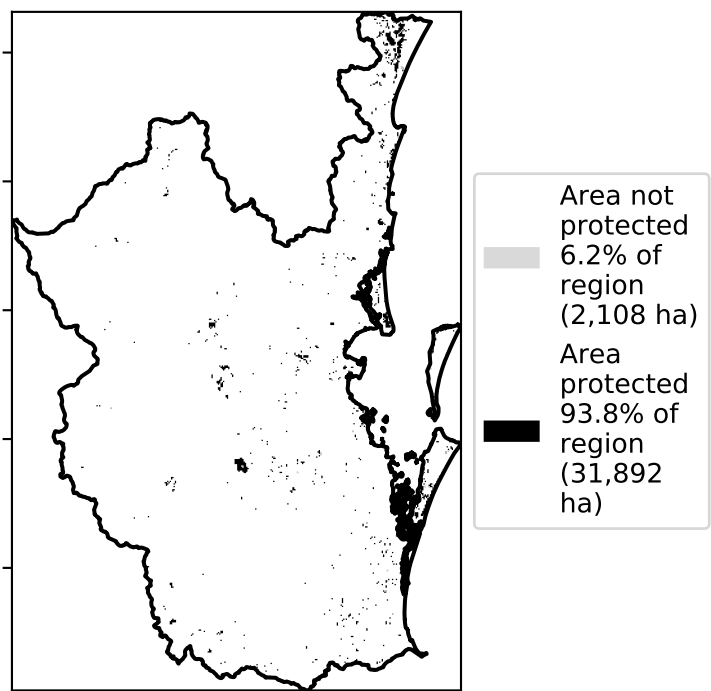 Area not
protected
6.2% of
region
(2,108 ha)
Area
protected
93.8% of
region
(31,892
ha)